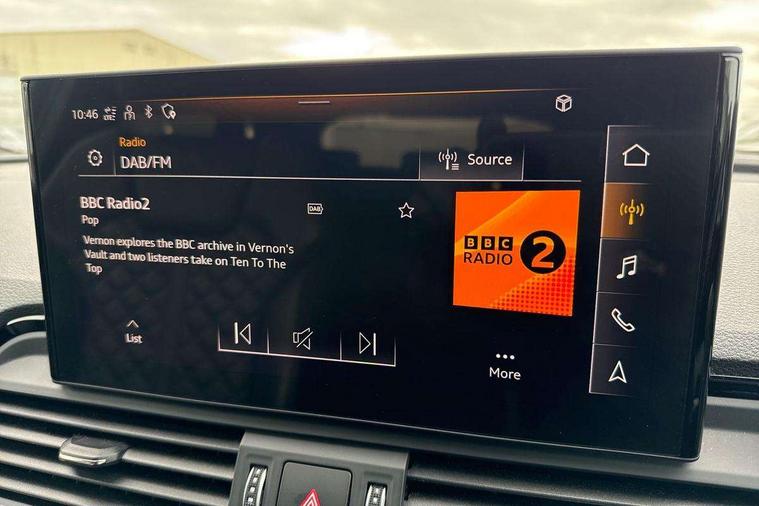 10:46
LTE
Radio
DAB/FM
Source
BBC Radio2
DAB
Pop
BBC
RADIO 2
Vernon explores the BBC archive in Vernon's
Vault and two listeners take on Ten To The
Top
List
More